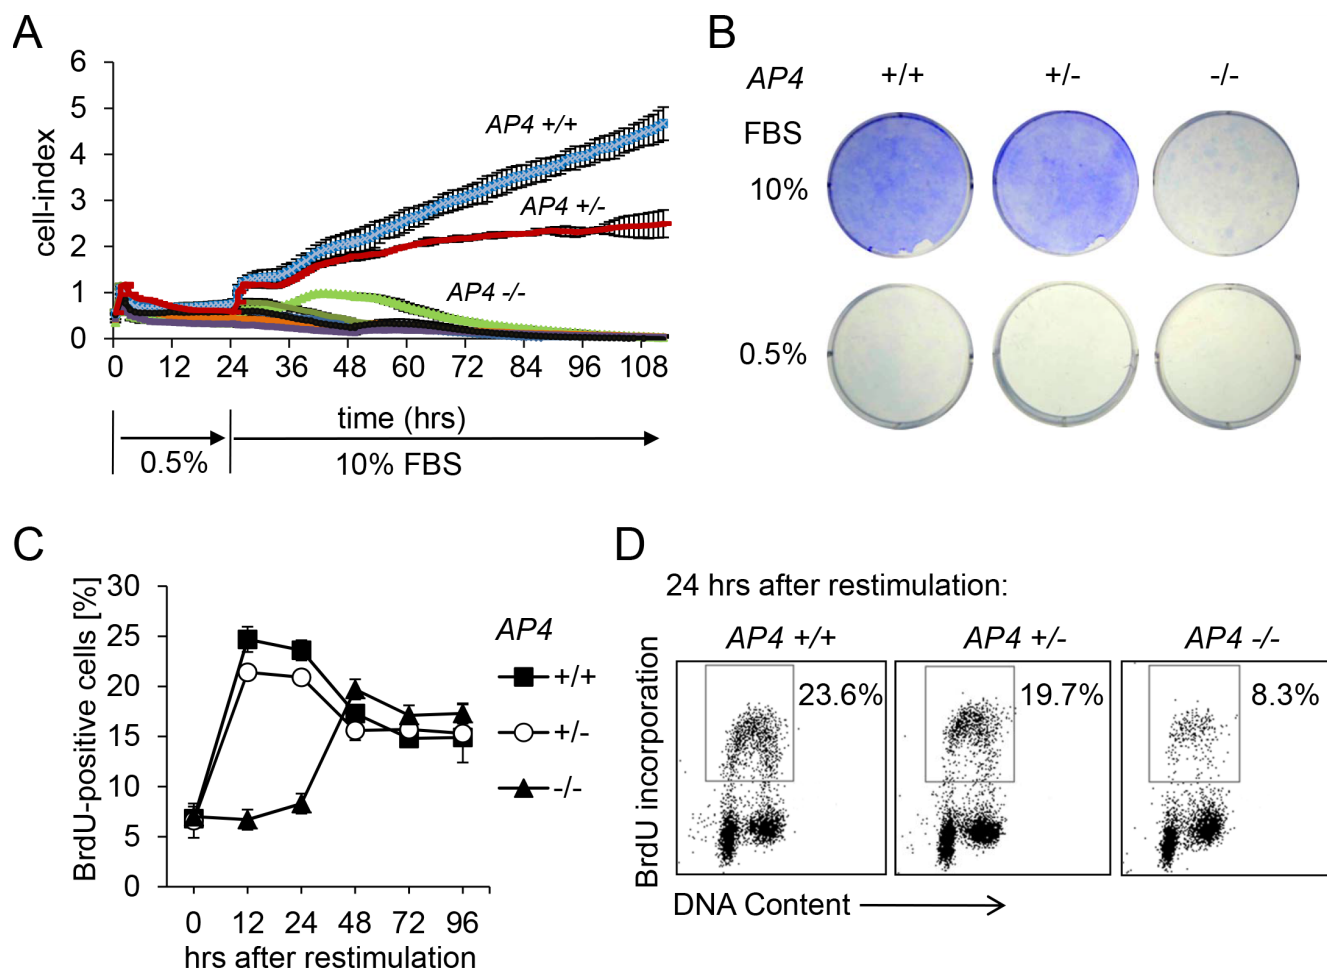 A
6
5
4
3
2
1
0
cell-index
AP4 +/+
AP4 +/-
AP4 -/-
0 12 24 36 48 60 72 84 96 108
time (hrs)
0.5% 10% FBS
B
AP4 +/+ +/- -/-
FBS
10%
0.5%
C
30
25
20
15
10
5
0
BrdU-positive cells [%]
AP4
+/+
+/-
-/-
0 12 24 48 72 96
hrs after restimulation
D
24 hrs after restimulation:
AP4 +/+ AP4 +/- AP4 -/-
23.6% 19.7% 8.3%
BrdU incorporation
DNA Content